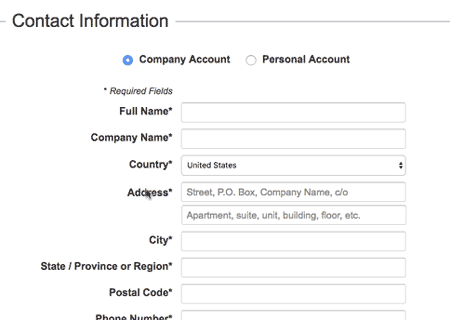 Contact Information
Company Account Personal Account
* Required Fields
Full Name*
Company Name*
Country* United States
Address* Street, P.O. Box, Company Name, c/o
Apartment, suite, unit, building, floor, etc.
City*
State / Province or Region*
Postal Code*
Phone Number*